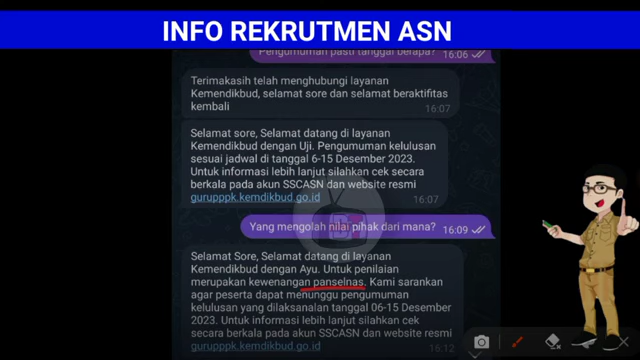 INFO REKRUTMEN ASN
Pengumuman pasti tanggal berapa?
16:06
Terimakasih telah menghubungi layanan
Kemendikbud, selamat sore dan selamat beraktifitas
kembali
16:07
Selamat sore, Selamat datang di layanan
Kemendikbud dengan Uji. Pengumuman kelulusan
sesuai jadwal di tanggal 6-15 Desember 2023.
Untuk informasi lebih lanjut silahkan cek secara
berkala pada akun SSCASN dan website resmi
gurupppk.kemdikbud.go.id
16:07
Yang mengolah nilai pihak dari mana?
16:09
Selamat Sore, Selamat datang di layanan
Kemendikbud dengan Ayu. Untuk penilaian
merupakan kewenangan panselnas. Kami sarankan
agar peserta dapat menunggu pengumuman
kelulusan yang dilaksanalan tanggal 06-15 Desember
2023. Untuk informasi lebih lanjut silahkan cek
secara berkala pada akun SSCASN dan website resmi
gurupppk.kemdikbud.go.id
16:12